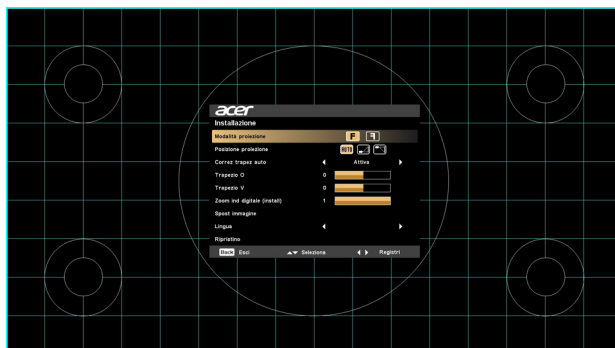 acer
Installazione
Modalità proiezione F F
Posizione proiezione AUTO
Correz trapez auto Attiva
Trapezio O 0
Trapezio V 0
Zoom ind digitale (install) 1
Spost immagine
Lingua
Ripristino
Back Esci Seleziona Registri